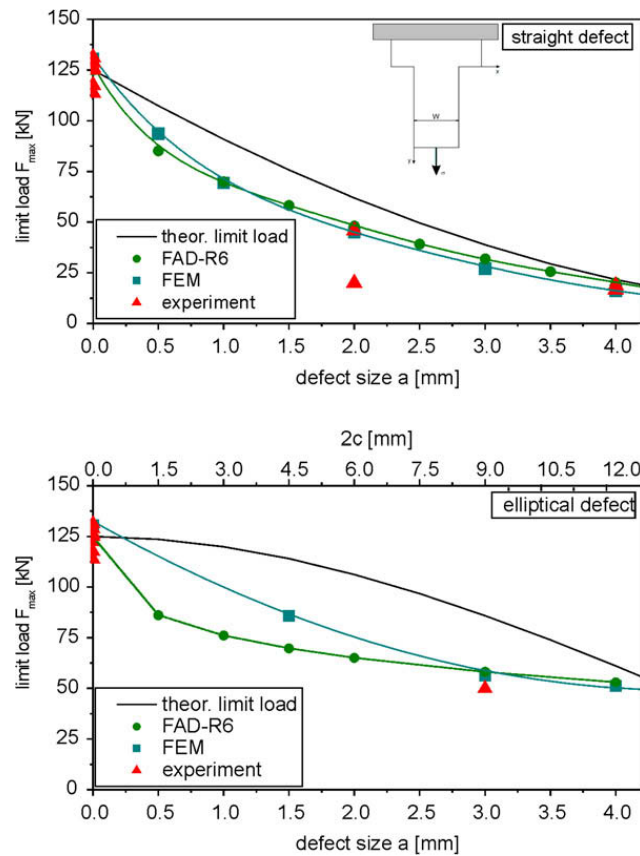 straight defect
x
W
y
limit load Fmax [kN]
150
125
100
75
50
25
0
theor. limit load
FAD-R6
FEM
experiment
0.0 0.5 1.0 1.5 2.0 2.5 3.0 3.5 4.0
defect size a [mm]
2c [mm]
0.0 1.5 3.0 4.5 6.0 7.5 9.0 10.5 12.0
elliptical defect
limit load Fmax [kN]
150
125
100
75
50
25
0
theor. limit load
FAD-R6
FEM
experiment
0.0 0.5 1.0 1.5 2.0 2.5 3.0 3.5 4.0
defect size a [mm]